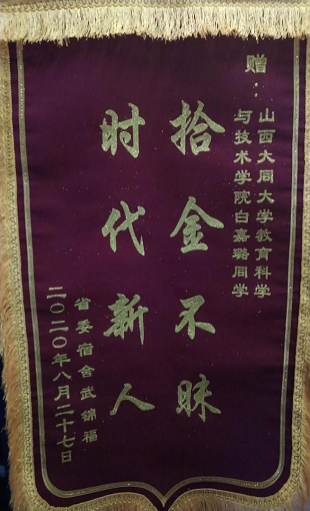 赠：山西大同大学教育科学
与技术学院白嘉璐同学
拾金不昧
时代新人
省委宿舍武锦福
二〇二〇年八月二十七日